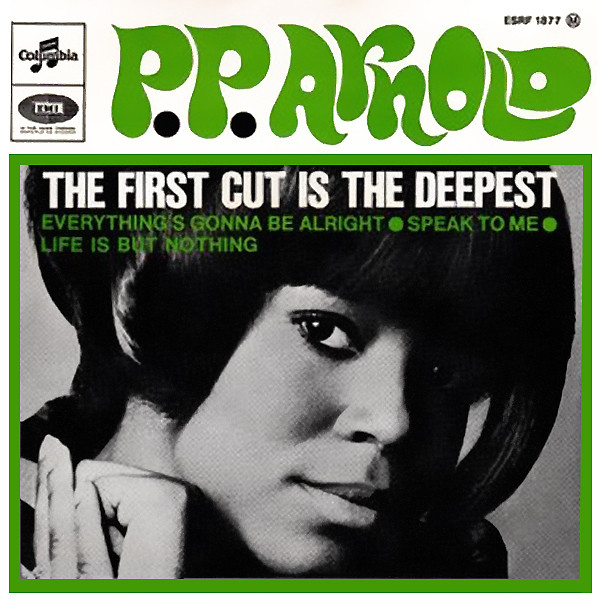 Columbia
EMI
ESRF 1877 M
P.P. ARNOLD
THE FIRST CUT IS THE DEEPEST
EVERYTHING'S GONNA BE ALRIGHT ● SPEAK TO ME ●
LIFE IS BUT NOTHING